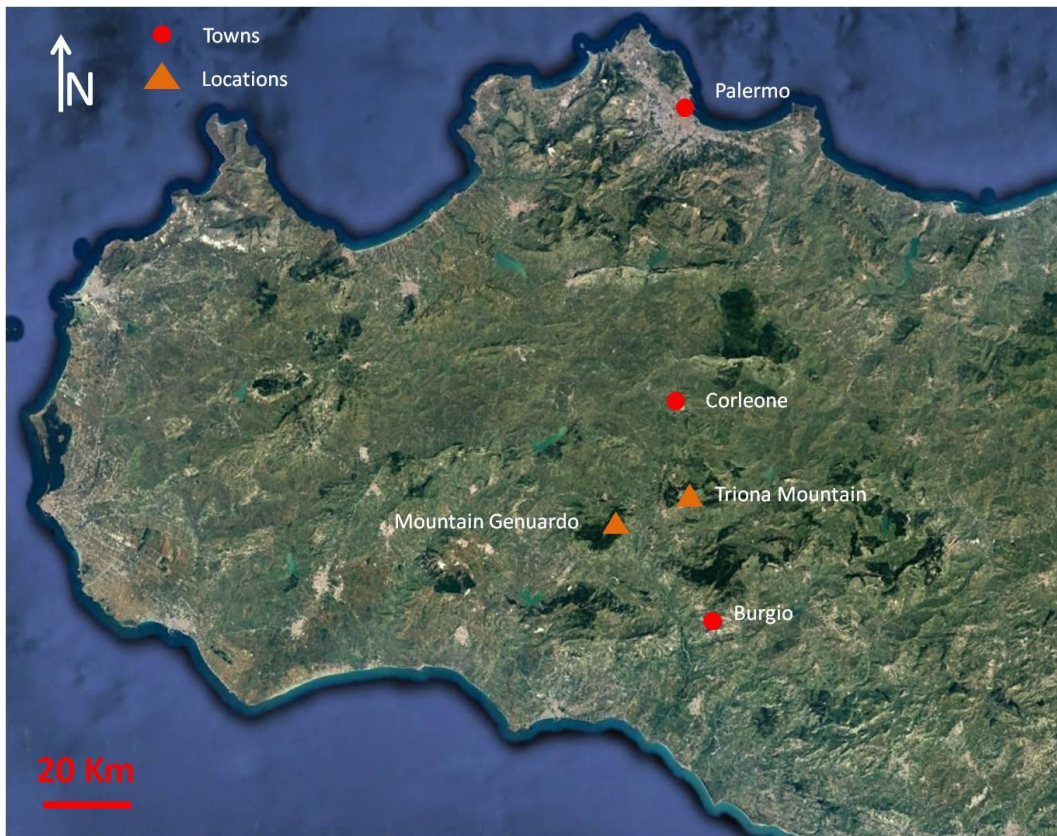 Towns
Locations
N
Palermo
Corleone
Triona Mountain
Mountain Genuardo
Burgio
20 Km